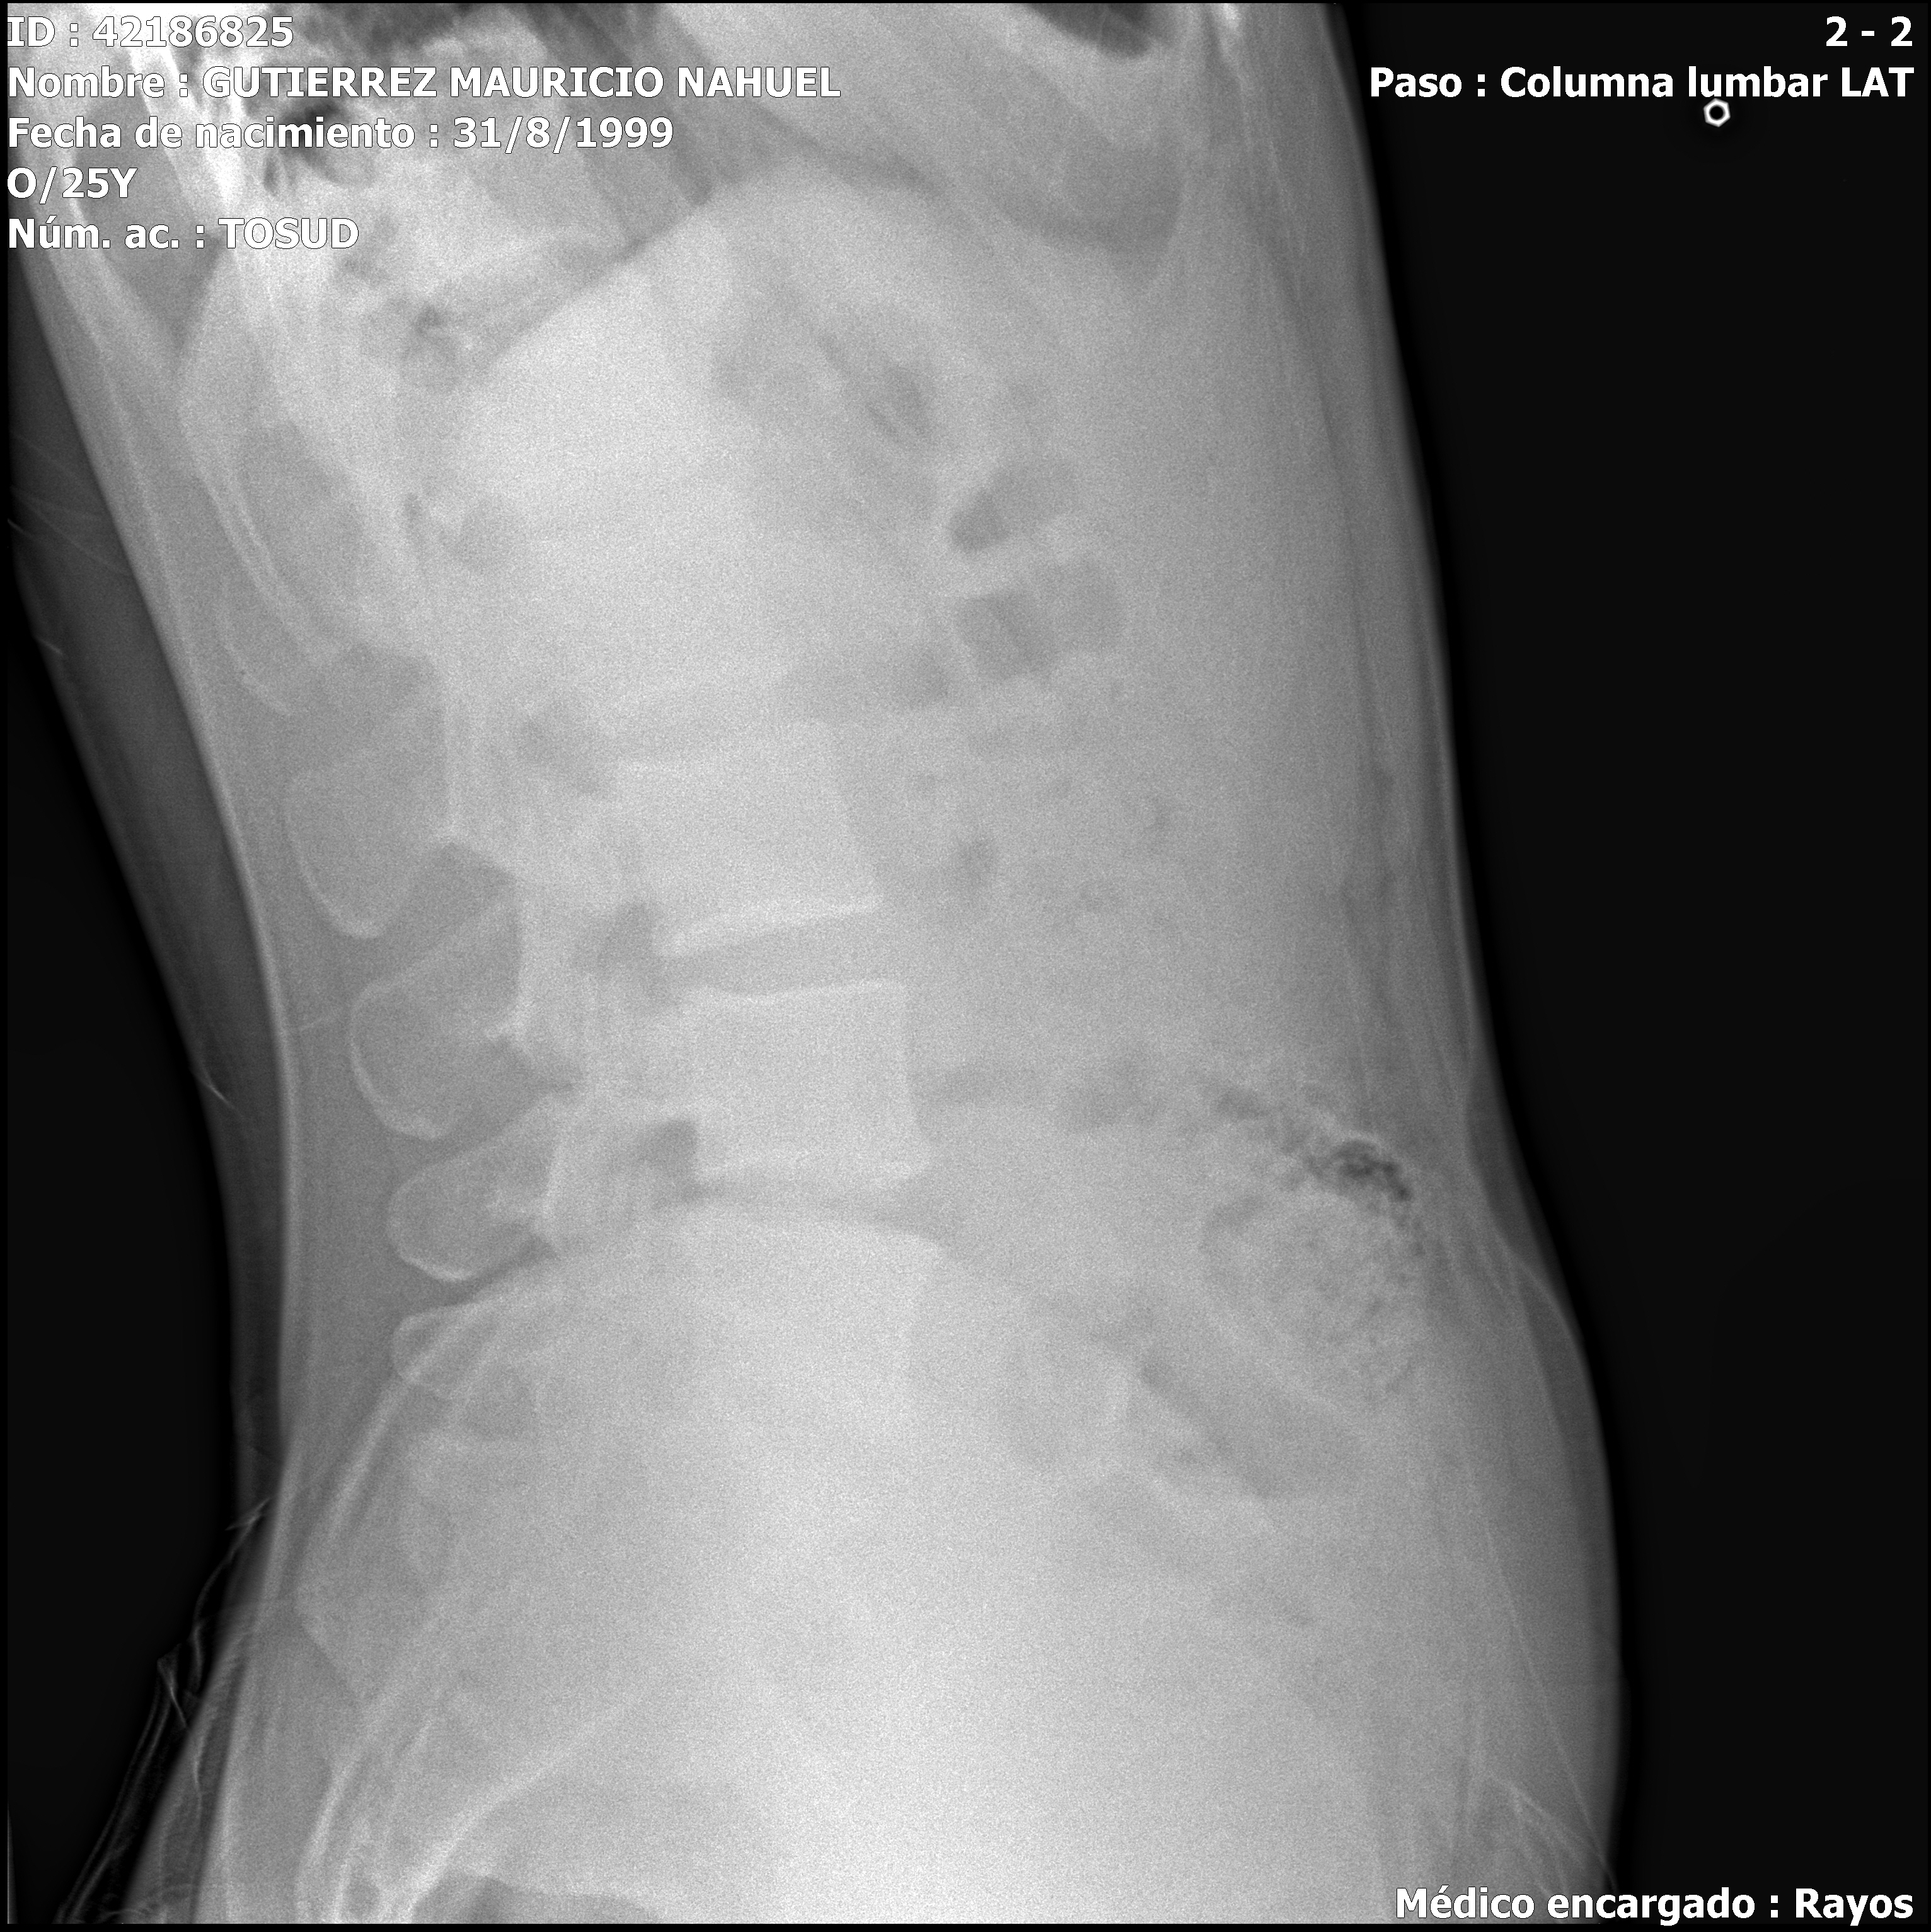 ID : 42186825
Nombre : GUTIERREZ MAURICIO NAHUEL
Fecha de nacimiento : 31/8/1999
O/25Y
Núm. ac. : TOSUD
2 - 2
Paso : Columna lumbar LAT
Médico encargado : Rayos